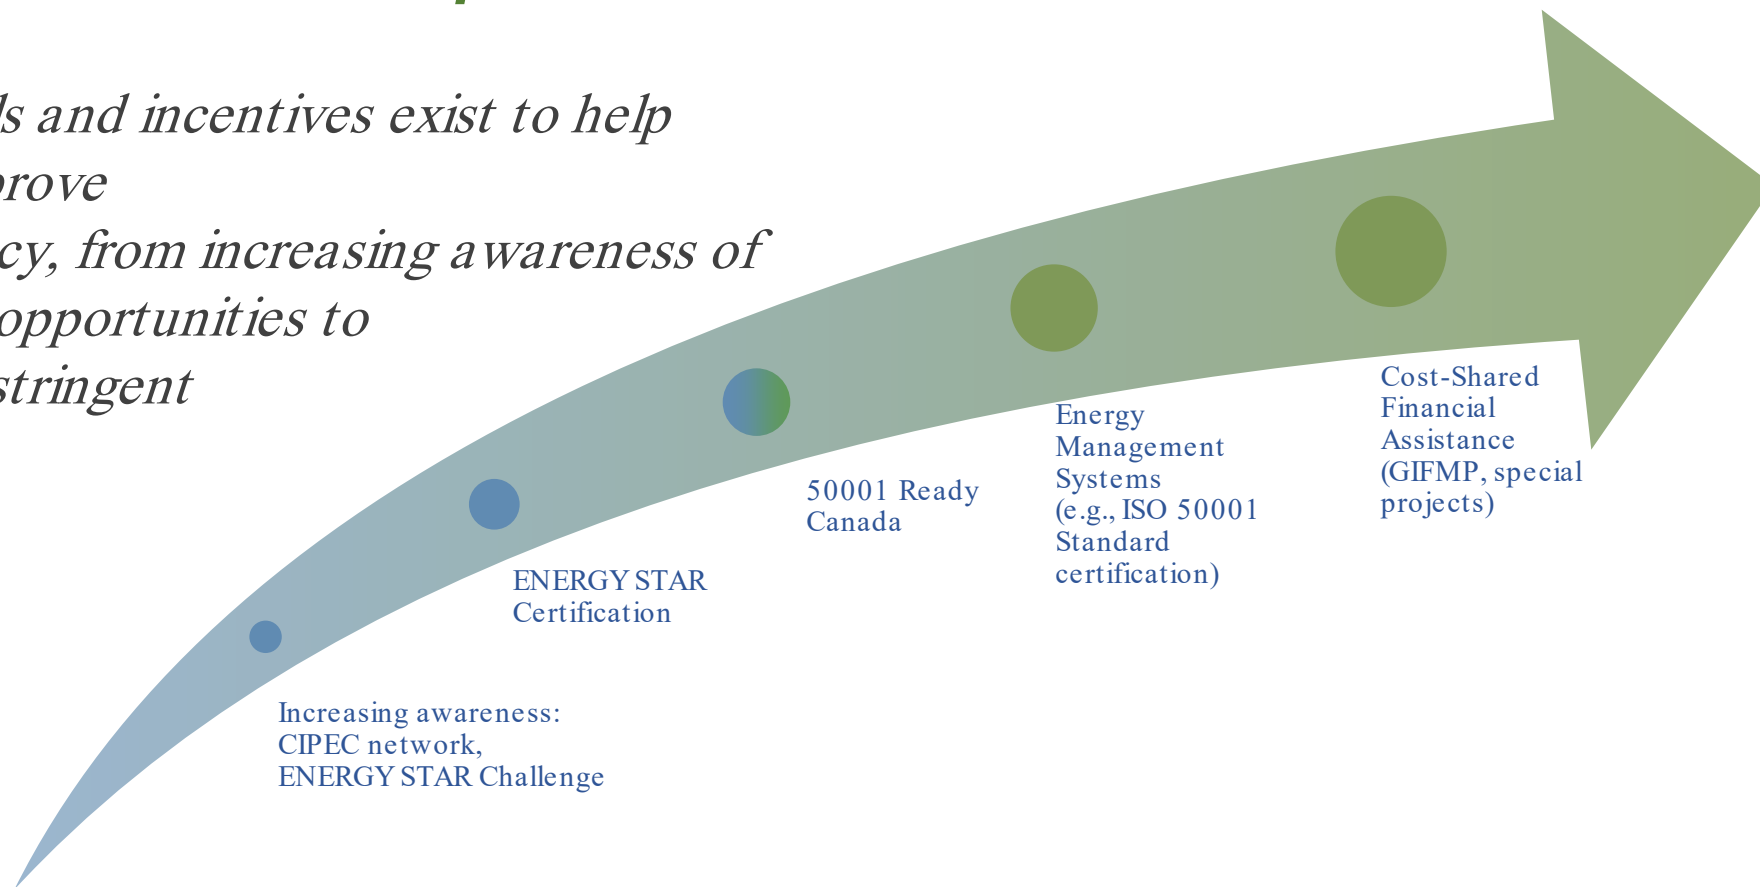 ls and incentives exist to help
prove
cy, from increasing awareness of
opportunities to
stringent
Cost-Shared
Financial
Assistance
(GIFMP, special
projects)
Energy
Management
Systems
(e.g., ISO 50001
Standard
certification)
50001 Ready
Canada
ENERGY STAR
Certification
Increasing awareness:
CIPEC network,
ENERGY STAR Challenge